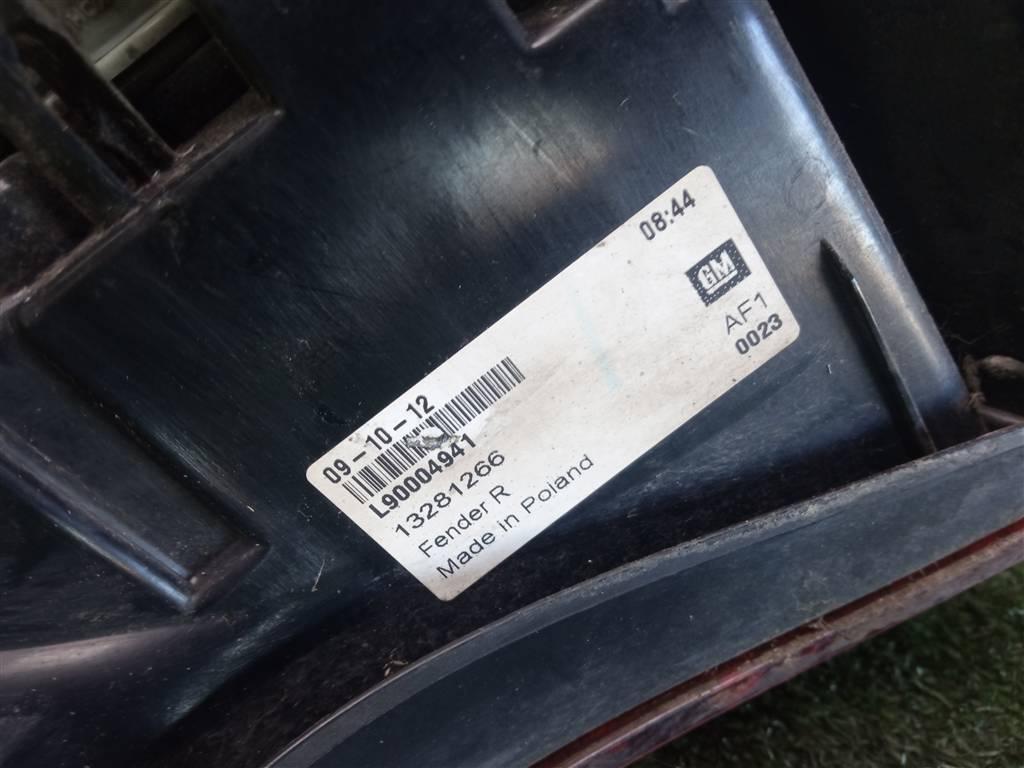 09-10-12
08:44
L90004941
GM
13281266
AF1
Fender R
0023
Made in Poland